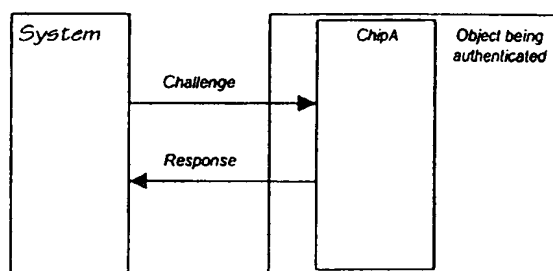 System
ChipA
Object being
authenticated
Challenge
Response